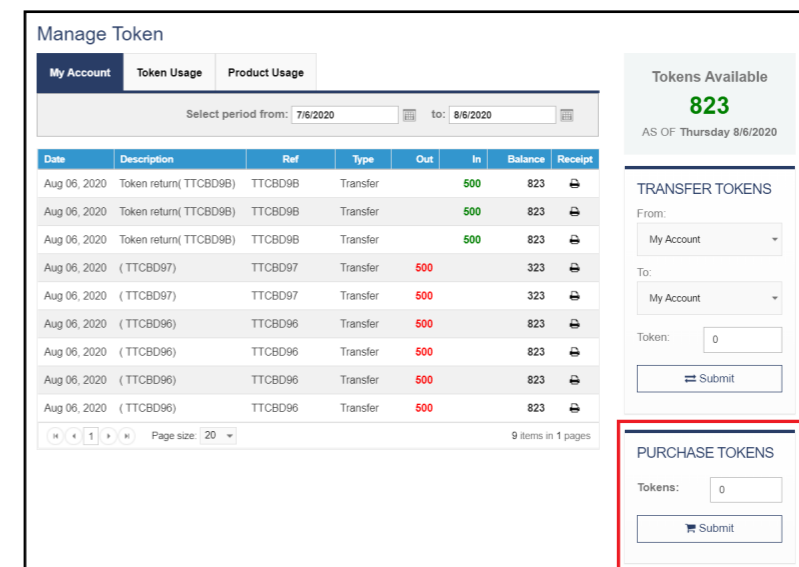 Manage Token
My Account Token Usage Product Usage
Select period from: 7/6/2020 to: 8/6/2020
Date Description Ref Type Out In Balance Receipt
Aug 06, 2020 Token return( TTCBD9B) TTCBD9B Transfer 500 823
Aug 06, 2020 Token return( TTCBD9B) TTCBD9B Transfer 500 823
Aug 06, 2020 Token return( TTCBD9B) TTCBD9B Transfer 500 823
Aug 06, 2020 ( TTCBD97) TTCBD97 Transfer 500 323
Aug 06, 2020 ( TTCBD97) TTCBD97 Transfer 500 323
Aug 06, 2020 ( TTCBD96) TTCBD96 Transfer 500 823
Aug 06, 2020 ( TTCBD96) TTCBD96 Transfer 500 823
Aug 06, 2020 ( TTCBD96) TTCBD96 Transfer 500 823
Aug 06, 2020 ( TTCBD96) TTCBD96 Transfer 500 823
1 Page size: 20 9 items in 1 pages
Tokens Available
823
AS OF Thursday 8/6/2020
TRANSFER TOKENS
From:
My Account
To:
My Account
Token: 0
Submit
PURCHASE TOKENS
Tokens: 0
Submit